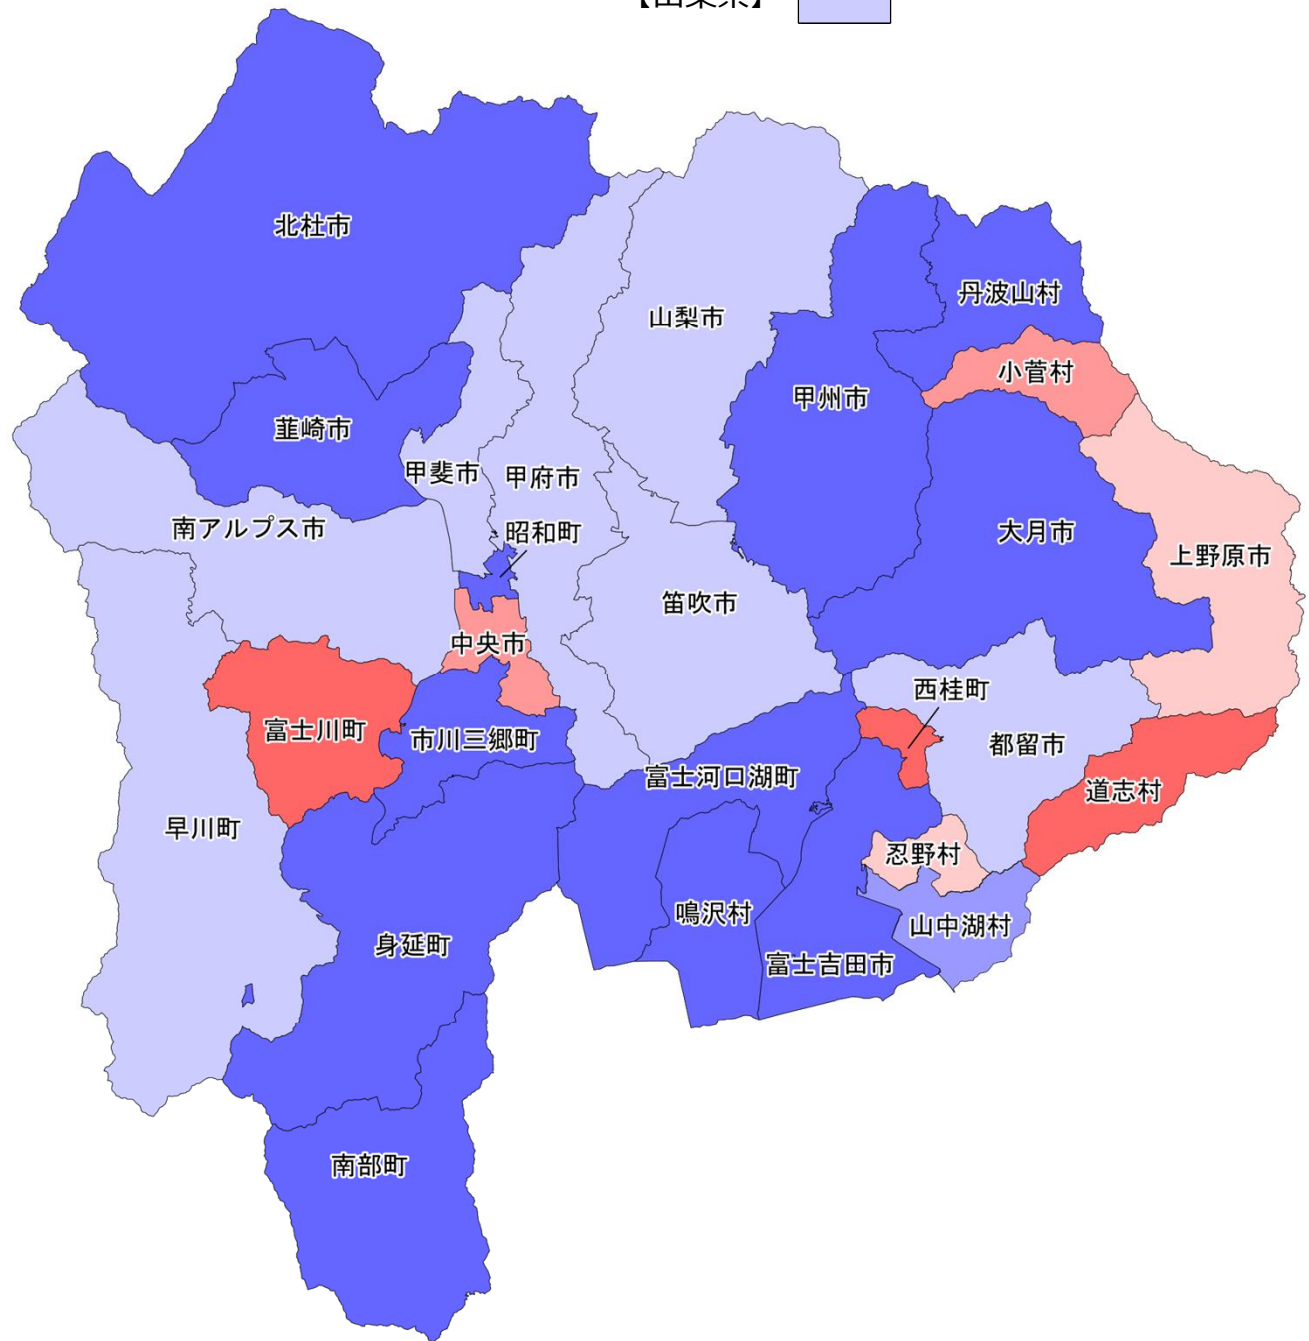 【山梨県】
北杜市
丹波山村
山梨市
小菅村
甲州市
韮崎市
甲斐市
甲府市
南アルプス市
昭和町
大月市
上野原市
笛吹市
中央市
西桂町
富士川町
市川三郷町
都留市
富士河口湖町
道志村
早川町
忍野村
鳴沢村
山中湖村
身延町
富士吉田市
南部町